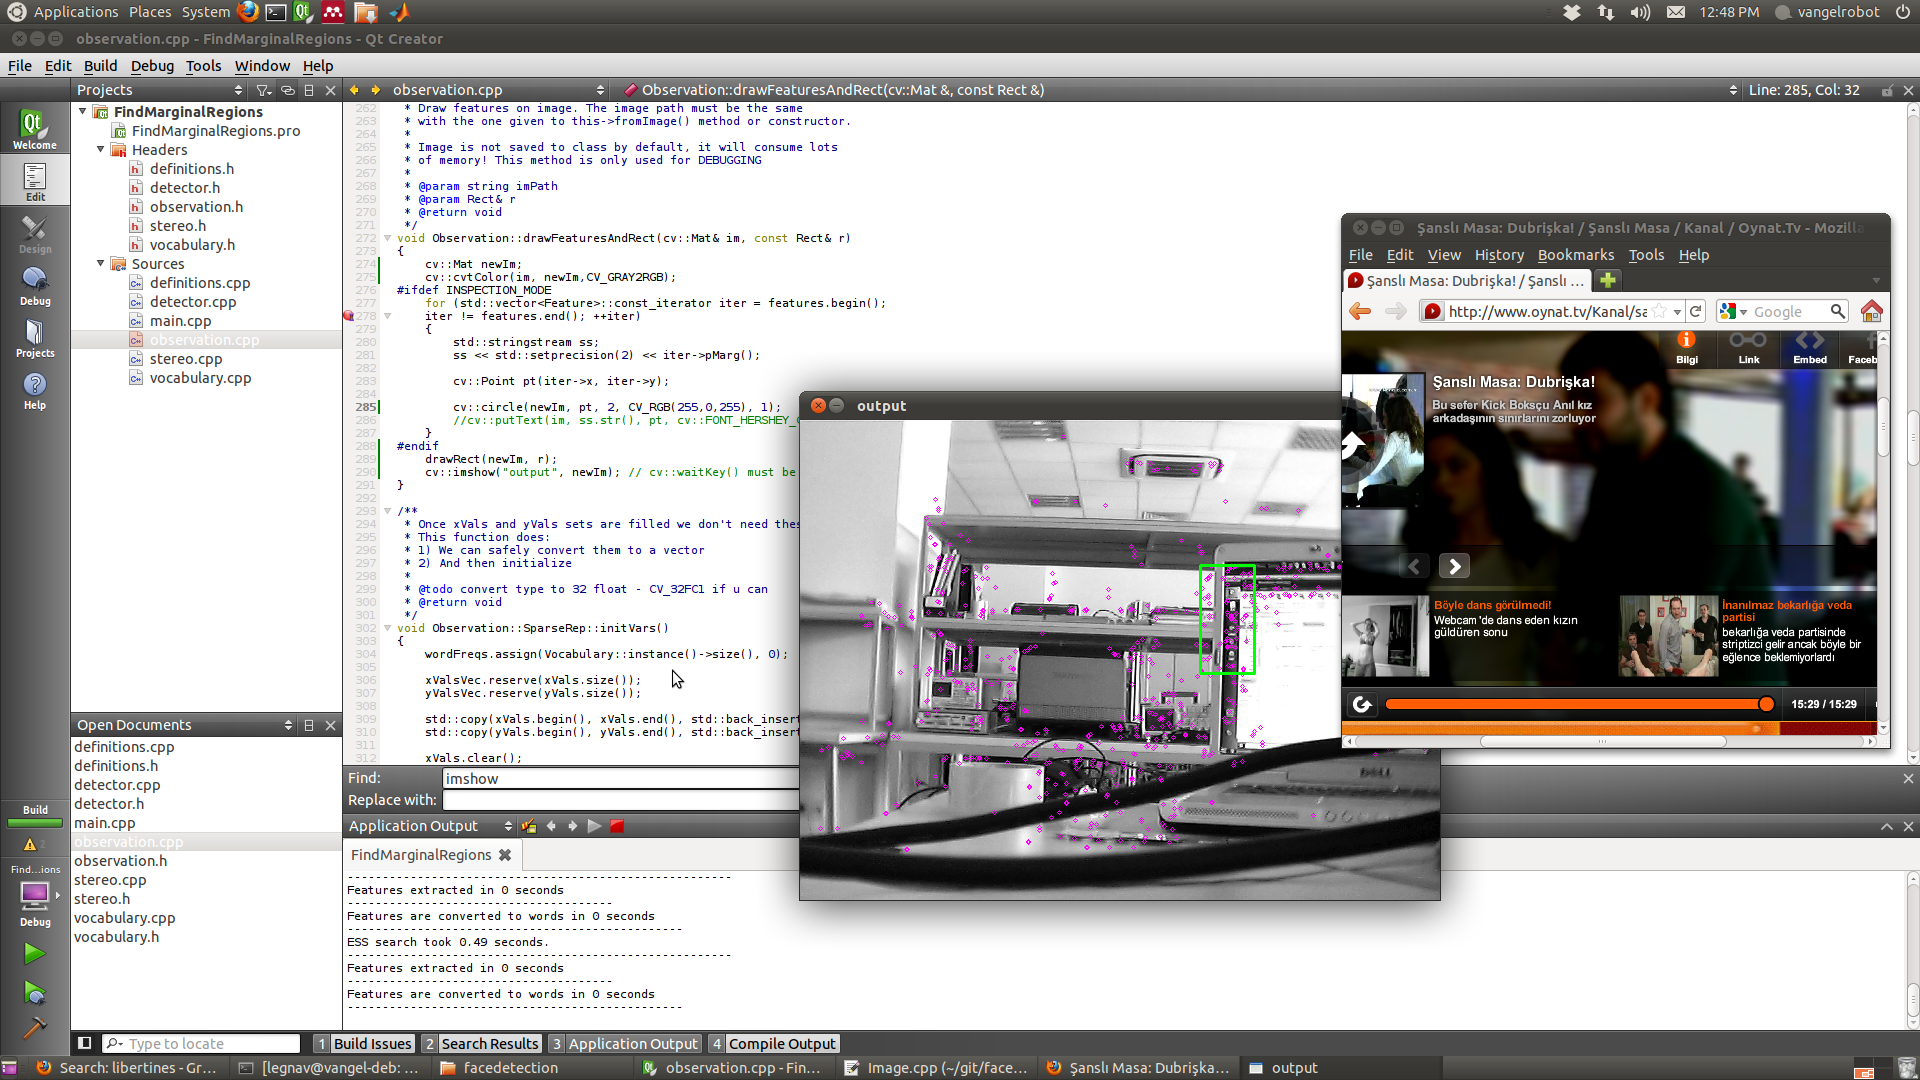 Applications Places System
12:48 PM vangelrobot
observation.cpp - FindMarginalRegions - Qt Creator
File Edit Build Debug Tools Window Help
Projects
observation.cpp
Observation::drawFeaturesAndRect(cv::Mat &, const Rect &)
Line: 285, Col: 32
Welcome
Edit
Design
Debug
Projects
Help
FindMarginalRegions
FindMarginalRegions.pro
Headers
definitions.h
detector.h
observation.h
stereo.h
vocabulary.h
Sources
definitions.cpp
detector.cpp
main.cpp
observation.cpp
stereo.cpp
vocabulary.cpp
262 * Draw features on image. The image path must be the same
263 * with the one given to this->fromImage() method or constructor.
264 *
265 * Image is not saved to class by default, it will consume lots
266 * of memory! This method is only used for DEBUGGING
267 *
268 * @param string imPath
269 * @param Rect& r
270 * @return void
271 */
272 void Observation::drawFeaturesAndRect(cv::Mat& im, const Rect& r)
273 {
274 cv::Mat newIm;
275 cv::cvtColor(im, newIm,CV_GRAY2RGB);
276 #ifdef INSPECTION_MODE
277 for (std::vector<Feature>::const_iterator iter = features.begin();
278 iter != features.end(); ++iter)
279 {
280 std::stringstream ss;
281 ss << std::setprecision(2) << iter->pMarg();
282
283 cv::Point pt(iter->x, iter->y);
284
285 cv::circle(newIm, pt, 2, CV_RGB(255,0,255), 1);
286 //cv::putText(im, ss.str(), pt, cv::FONT_HERSHEY_
287 }
288 #endif
289 drawRect(newIm, r);
290 cv::imshow("output", newIm); // cv::waitKey() must be
291 }
292
293 /**
294 * Once xVals and yVals sets are filled we don't need thes
295 * This function does:
296 * 1) We can safely convert them to a vector
297 * 2) And then initialize
298 *
299 * @todo convert type to 32 float - CV_32FC1 if u can
300 * @return void
301 */
302 void Observation::SparseRep::initVars()
303 {
304 wordFreqs.assign(Vocabulary::instance()->size(), 0);
305
306 xValsVec.reserve(xVals.size());
307 yValsVec.reserve(yVals.size());
308
309 std::copy(xVals.begin(), xVals.end(), std::back_insert
310 std::copy(yVals.begin(), yVals.end(), std::back_insert
311
312 xVals.clear();
Open Documents
definitions.cpp
definitions.h
detector.cpp
detector.h
main.cpp
observation.cpp
observation.h
stereo.cpp
stereo.h
vocabulary.cpp
vocabulary.h
Build
2
Find...ions
Debug
Find: imshow
Replace with:
Application Output
FindMarginalRegions
------------------------------------------------------
Features extracted in 0 seconds
--------------------------------------
Features are converted to words in 0 seconds
------------------------------------------------
ESS search took 0.49 seconds.
------------------------------------------------------
Features extracted in 0 seconds
--------------------------------------
Features are converted to words in 0 seconds
------------------------------------------------
output
DELL
Şanslı Masa: Dubrişka! / Şanslı Masa / Kanal / Oynat.Tv - Mozilla
File Edit View History Bookmarks Tools Help
Şanslı Masa: Dubrişka! / Şanslı ...
http://www.oynat.tv/Kanal/sa
Google
Bilgi Link Embed Faceb
Şanslı Masa: Dubrişka!
Bu sefer Kick Boksçu Anıl kız
arkadaşının sınırlarını zorluyor
Böyle dans görülmedi!
Webcam'de dans eden kızın
güldüren sonu
İnanılmaz bekarlığa veda
partisi
bekarlığa veda partisinde
striptizci gelir ancak böyle bir
eğlence beklemiyorlardı
15:29 / 15:29
Type to locate
1 Build Issues 2 Search Results 3 Application Output 4 Compile Output
Search: libertines - Gr...
[legnav@vangel-deb: ...
facedetection
observation.cpp - Fin...
Image.cpp (~/git/face...
Şanslı Masa: Dubrişka...
output